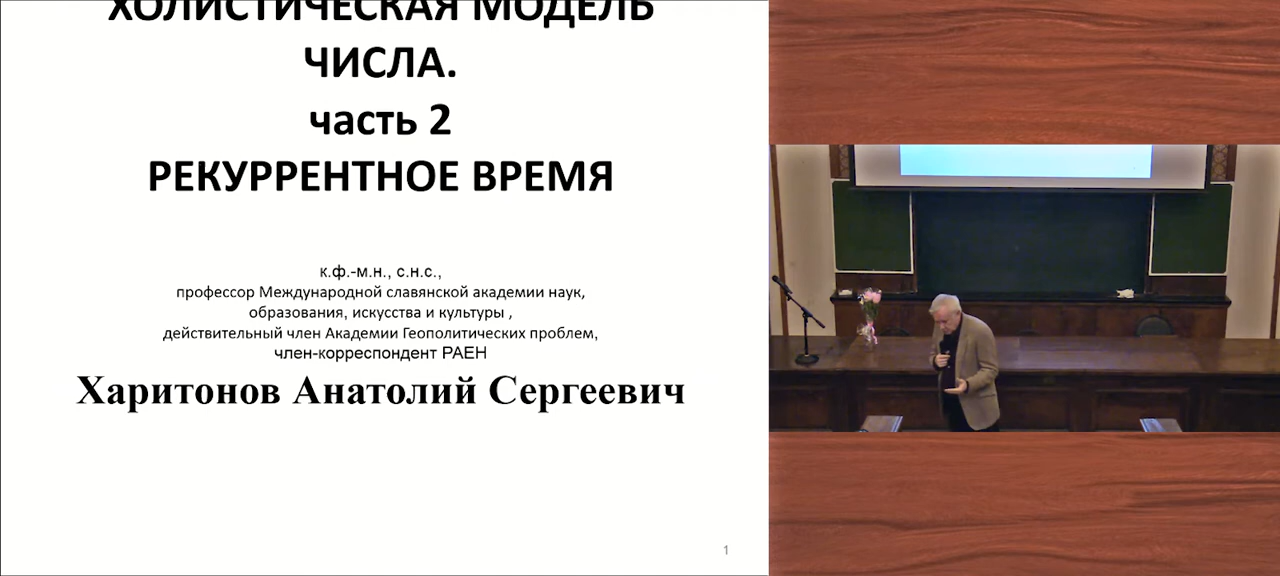 ХОЛИСТИЧЕСКАЯ МОДЕЛЬ
ЧИСЛА.
часть 2
РЕКУРРЕНТНОЕ ВРЕМЯ
к.ф.-м.н., с.н.с.,
профессор Международной славянской академии наук,
образования, искусства и культуры ,
действительный член Академии Геополитических проблем,
член-корреспондент РАЕН
Харитонов Анатолий Сергеевич
1